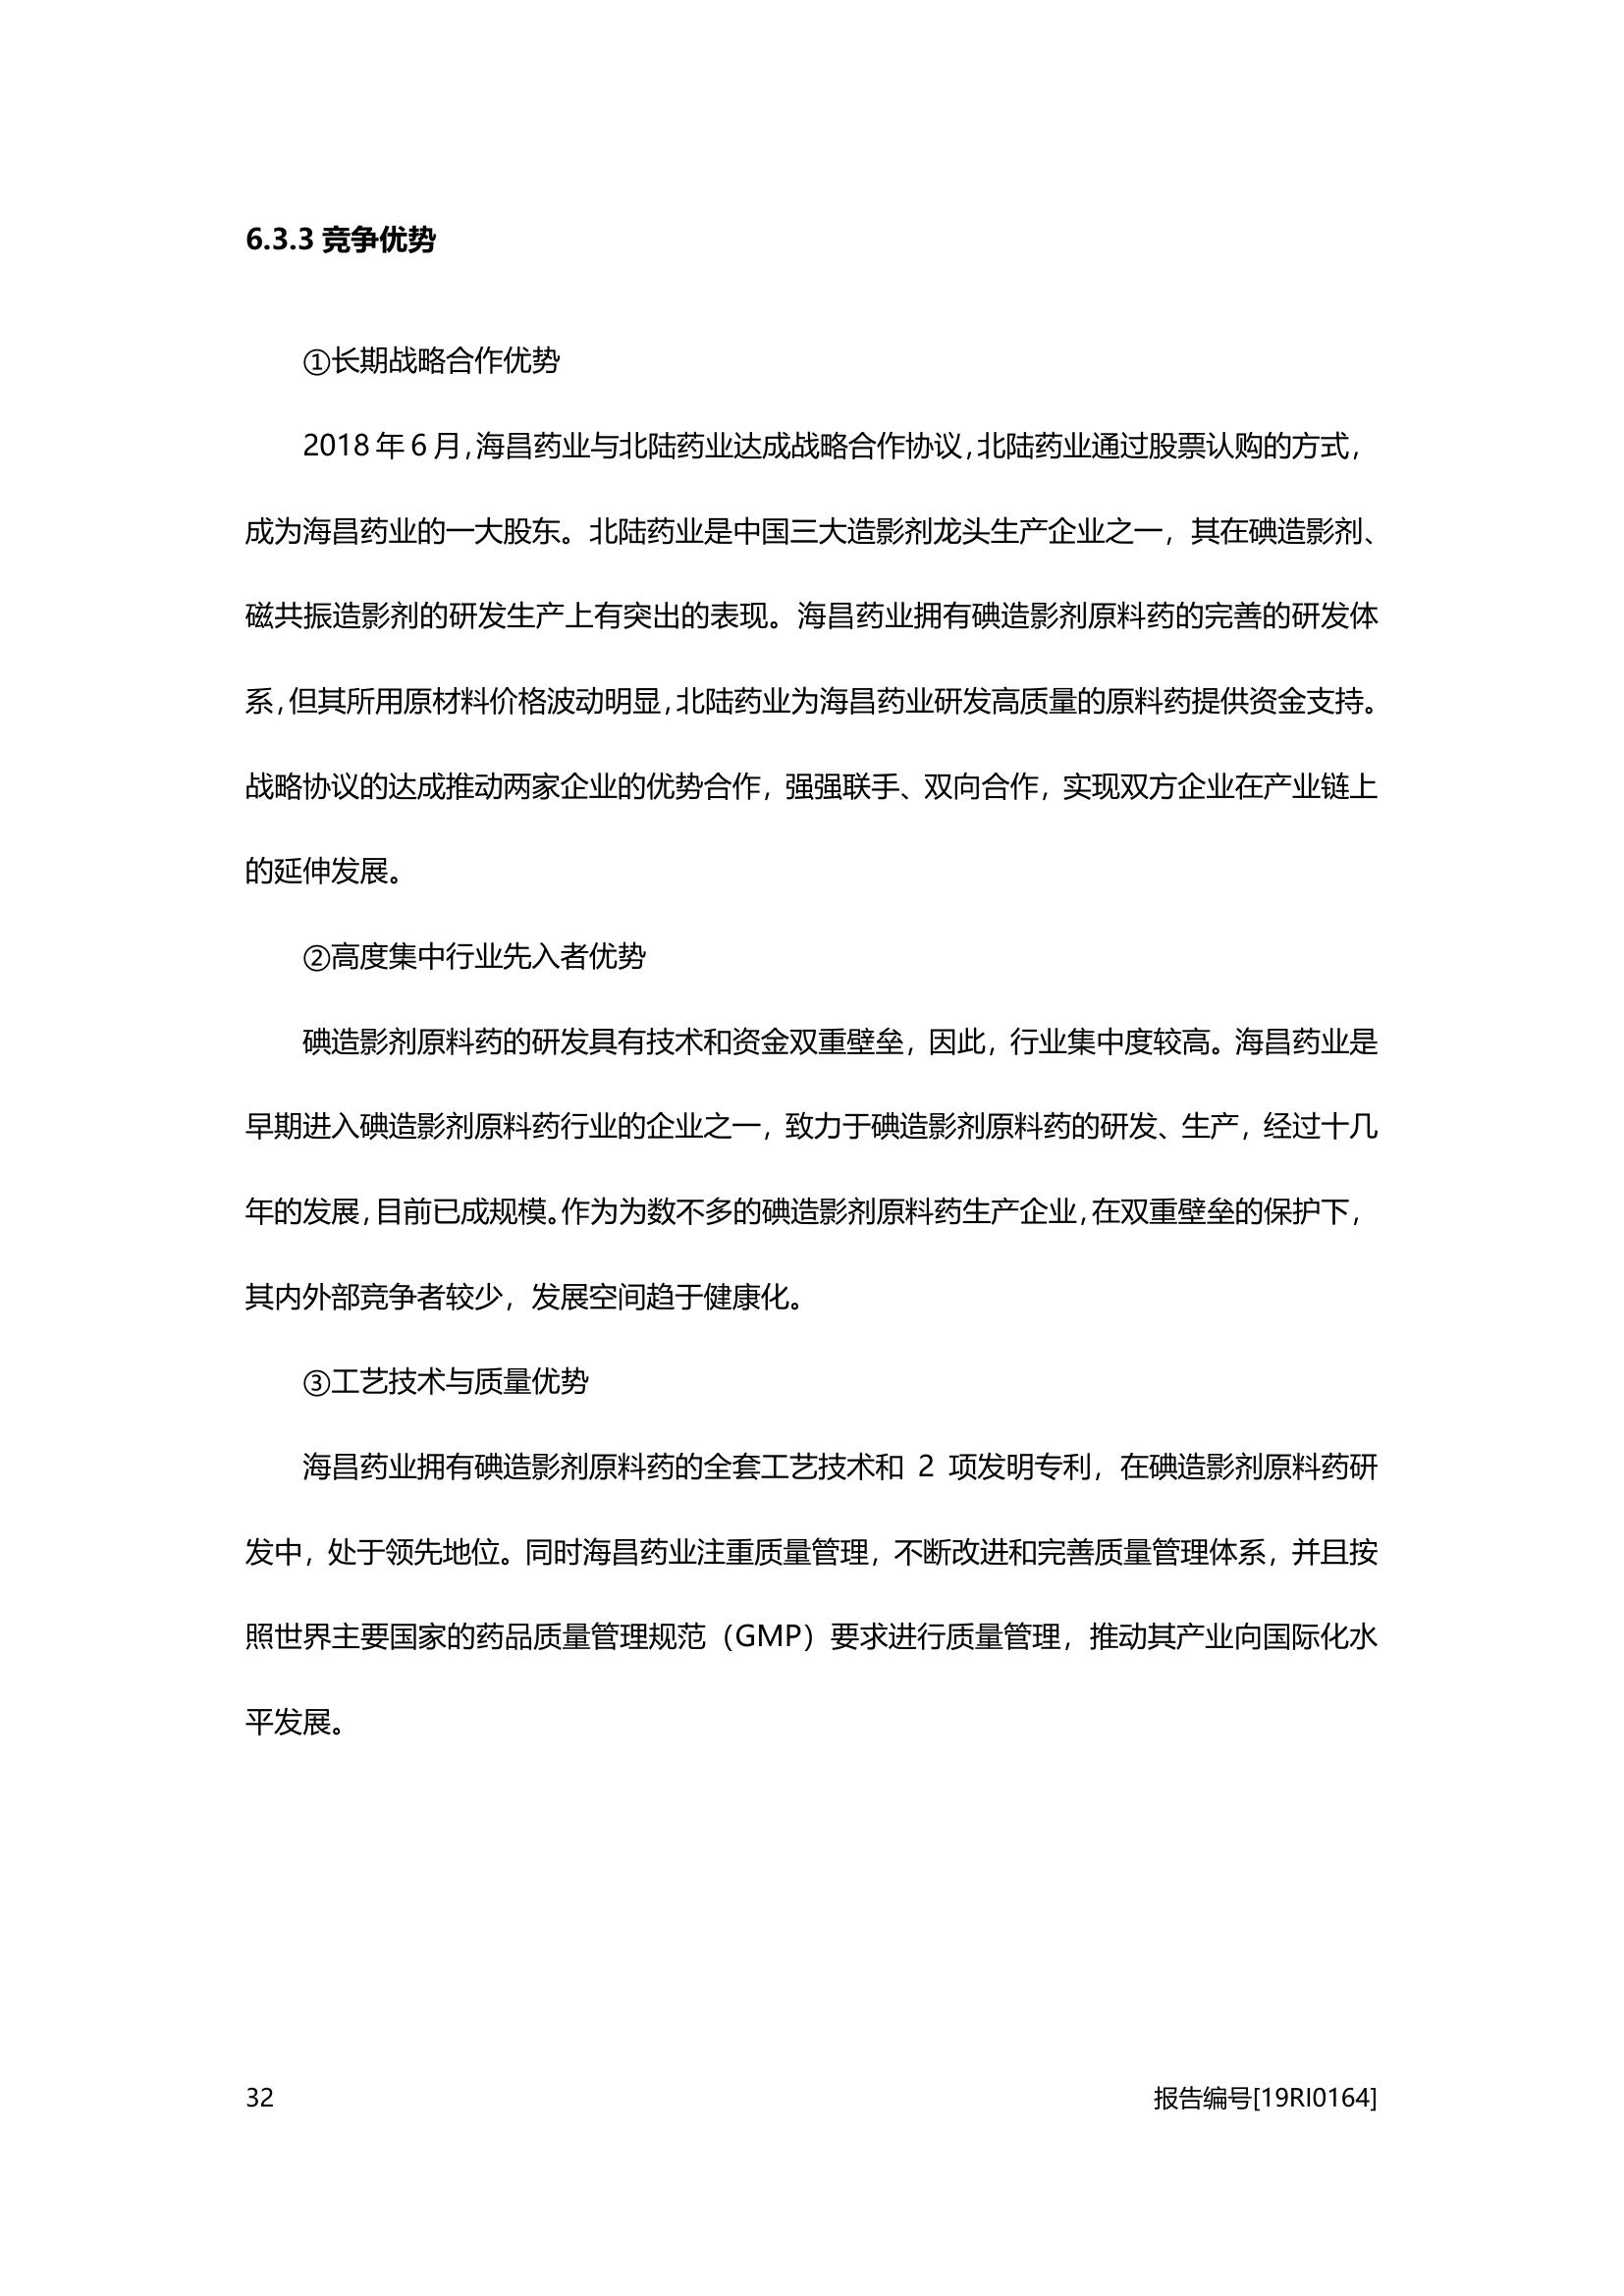 6.3.3 竞争优势
①长期战略合作优势
2018 年 6 月，海昌药业与北陆药业达成战略合作协议，北陆药业通过股票认购的方式，
成为海昌药业的一大股东。北陆药业是中国三大造影剂龙头生产企业之一，其在碘造影剂、
磁共振造影剂的研发生产上有突出的表现。海昌药业拥有碘造影剂原料药的完善的研发体
系，但其所用原材料价格波动明显，北陆药业为海昌药业研发高质量的原料药提供资金支持。
战略协议的达成推动两家企业的优势合作，强强联手、双向合作，实现双方企业在产业链上
的延伸发展。
②高度集中行业先入者优势
碘造影剂原料药的研发具有技术和资金双重壁垒，因此，行业集中度较高。海昌药业是
早期进入碘造影剂原料药行业的企业之一，致力于碘造影剂原料药的研发、生产，经过十几
年的发展，目前已成规模。作为为数不多的碘造影剂原料药生产企业，在双重壁垒的保护下，
其内外部竞争者较少，发展空间趋于健康化。
③工艺技术与质量优势
海昌药业拥有碘造影剂原料药的全套工艺技术和 2 项发明专利，在碘造影剂原料药研
发中，处于领先地位。同时海昌药业注重质量管理，不断改进和完善质量管理体系，并且按
照世界主要国家的药品质量管理规范（GMP）要求进行质量管理，推动其产业向国际化水
平发展。
32
报告编号[19RI0164]